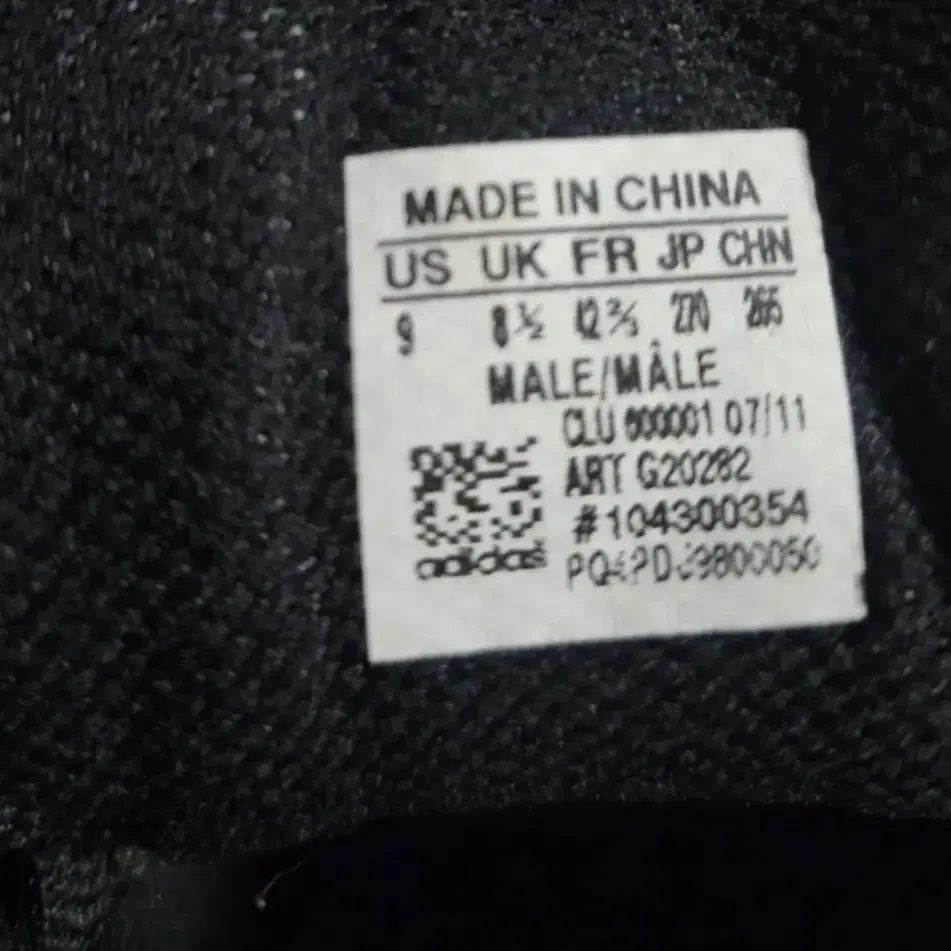 MADE IN CHINA
US UK FR JP CHN
9 8½ 42⅔ 270 265
MALE/MÂLE
CLU 600001 07/11
ART G20282
#104300354
adidas